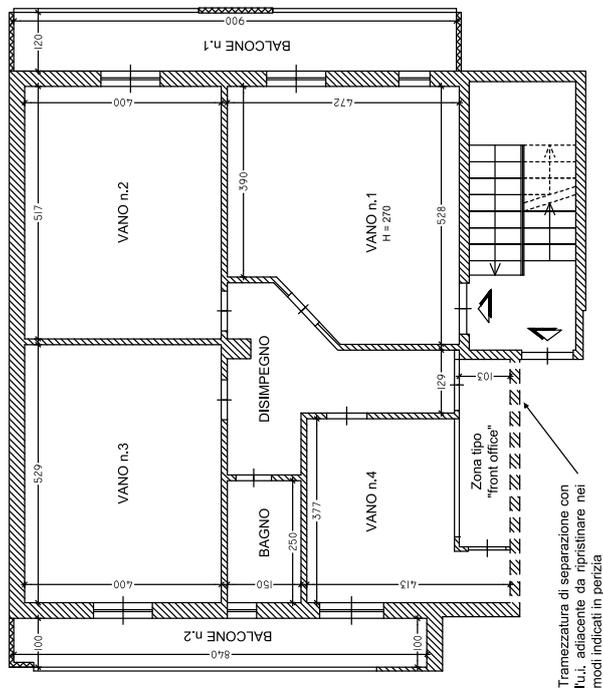 900
BALCONE n.1
120
400
472
517
VANO n.2
390
VANO n.1
H = 270
528
DISIMPEGNO
129
103
529
VANO n.3
Zona tipo
"front office"
BAGNO
250
377
VANO n.4
400
150
413
100
BALCONE n.2
840
100
Tramezzatura di separazione con
l'u.i. adiacente da ripristinare nei
modi indicati in perizia